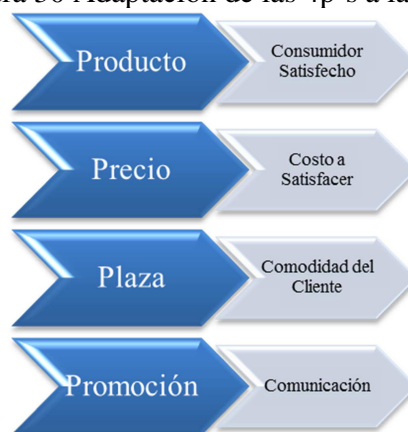 Adaptación de las 4p's a la
Producto
Consumidor
Satisfecho
Precio
Costo a
Satisfacer
Plaza
Comodidad del
Cliente
Promoción
Comunicación